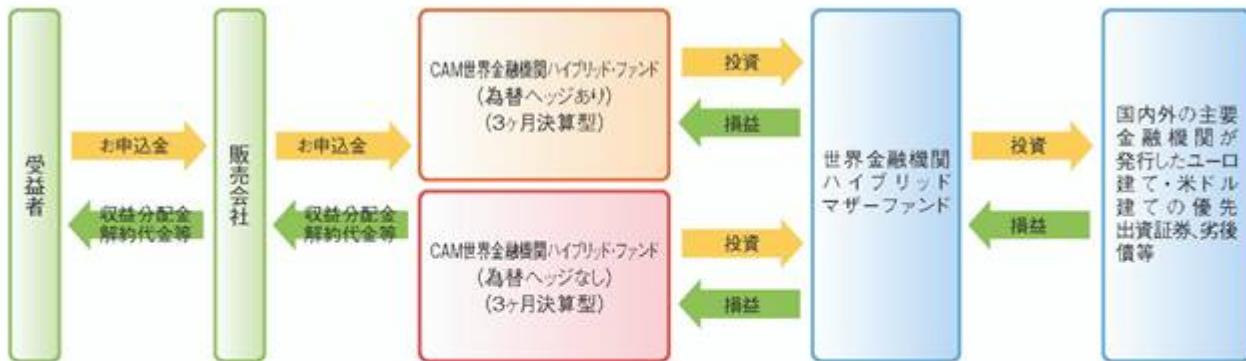 受益者
お申込金
収益分配金
解約代金等
販売会社
お申込金
収益分配金
解約代金等
CAM世界金融機関ハイブリッド・ファンド
(為替ヘッジあり)
(3ヶ月決算型)
CAM世界金融機関ハイブリッド・ファンド
(為替ヘッジなし)
(3ヶ月決算型)
投資
損益
投資
損益
世界金融機関
ハイブリッド
マザーファンド
投資
損益
国内外の主要
金融機関が
発行したユーロ
建て・米ドル
建ての優先
出資証券、劣後
債等